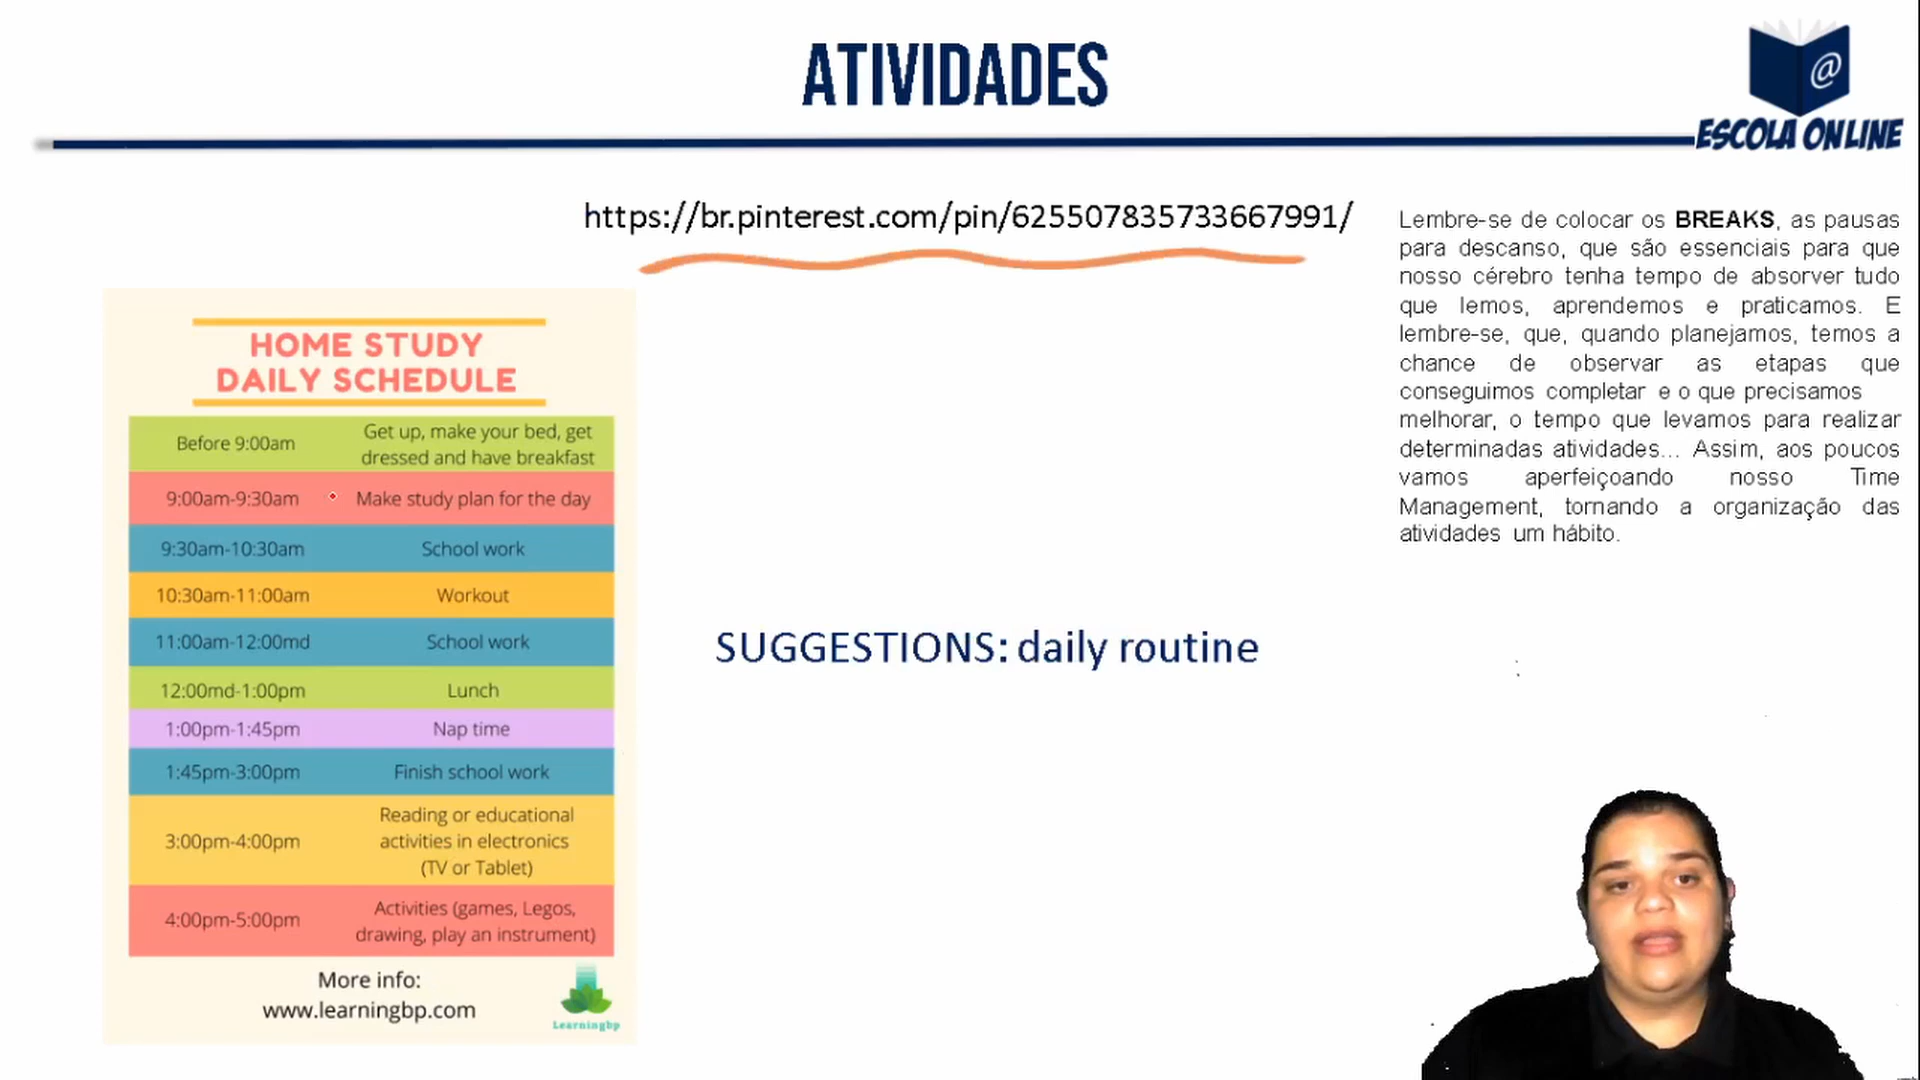 ATIVIDADES
@
ESCOLA ONLINE
https://br.pinterest.com/pin/625507835733667991/
Lembre-se de colocar os BREAKS, as pausas
para descanso, que são essenciais para que
nosso cérebro tenha tempo de absorver tudo
que lemos, aprendemos e praticamos. E
lembre-se, que, quando planejamos, temos a
chance de observar as etapas que
conseguimos completar e o que precisamos
melhorar, o tempo que levamos para realizar
determinadas atividades... Assim, aos poucos
vamos aperfeiçoando nosso Time
Management, tornando a organização das
atividades um hábito.
HOME STUDY
DAILY SCHEDULE
Before 9:00am
Get up, make your bed, get
dressed and have breakfast
9:00am-9:30am Make study plan for the day
9:30am-10:30am School work
10:30am-11:00am Workout
11:00am-12:00md School work
12:00md-1:00pm Lunch
1:00pm-1:45pm Nap time
1:45pm-3:00pm Finish school work
3:00pm-4:00pm
Reading or educational
activities in electronics
(TV or Tablet)
4:00pm-5:00pm
Activities (games, Legos,
drawing, play an instrument)
More info:
www.learningbp.com
Learningbp
SUGGESTIONS: daily routine